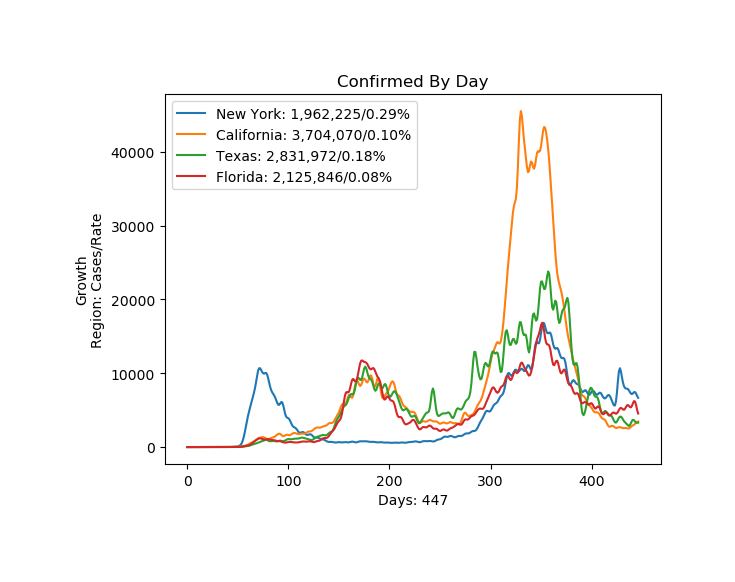 Confirmed By Day
New York: 1,962,225/0.29%
California: 3,704,070/0.10%
Texas: 2,831,972/0.18%
Florida: 2,125,846/0.08%
Growth
Region: Cases/Rate
40000
30000
20000
10000
0
0 100 200 300 400
Days: 447